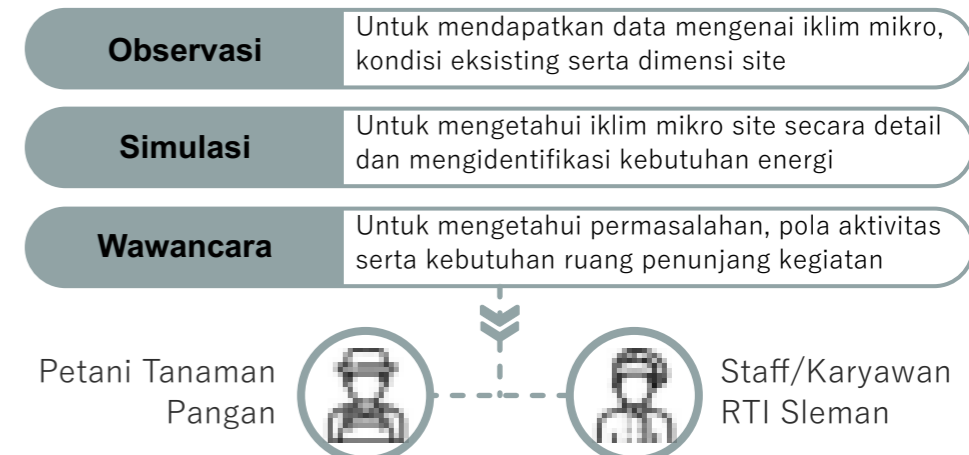 Observasi
Untuk mendapatkan data mengenai iklim mikro,
kondisi eksisting serta dimensi site
Simulasi
Untuk mengetahui iklim mikro site secara detail
dan mengidentifikasi kebutuhan energi
Wawancara
Untuk mengetahui permasalahan, pola aktivitas
serta kebutuhan ruang penunjang kegiatan
Petani Tanaman
Pangan
Staff/Karyawan
RTI Sleman